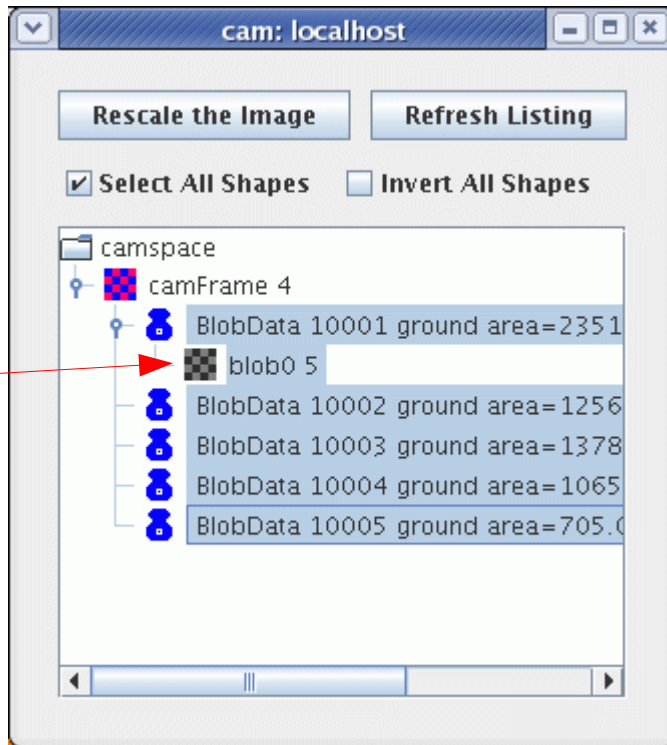 cam: localhost
Rescale the Image
Refresh Listing
Select All Shapes
Invert All Shapes
camspace
camFrame 4
BlobData 10001 ground area=2351
blob0 5
BlobData 10002 ground area=1256
BlobData 10003 ground area=1378
BlobData 10004 ground area=1065
BlobData 10005 ground area=705.